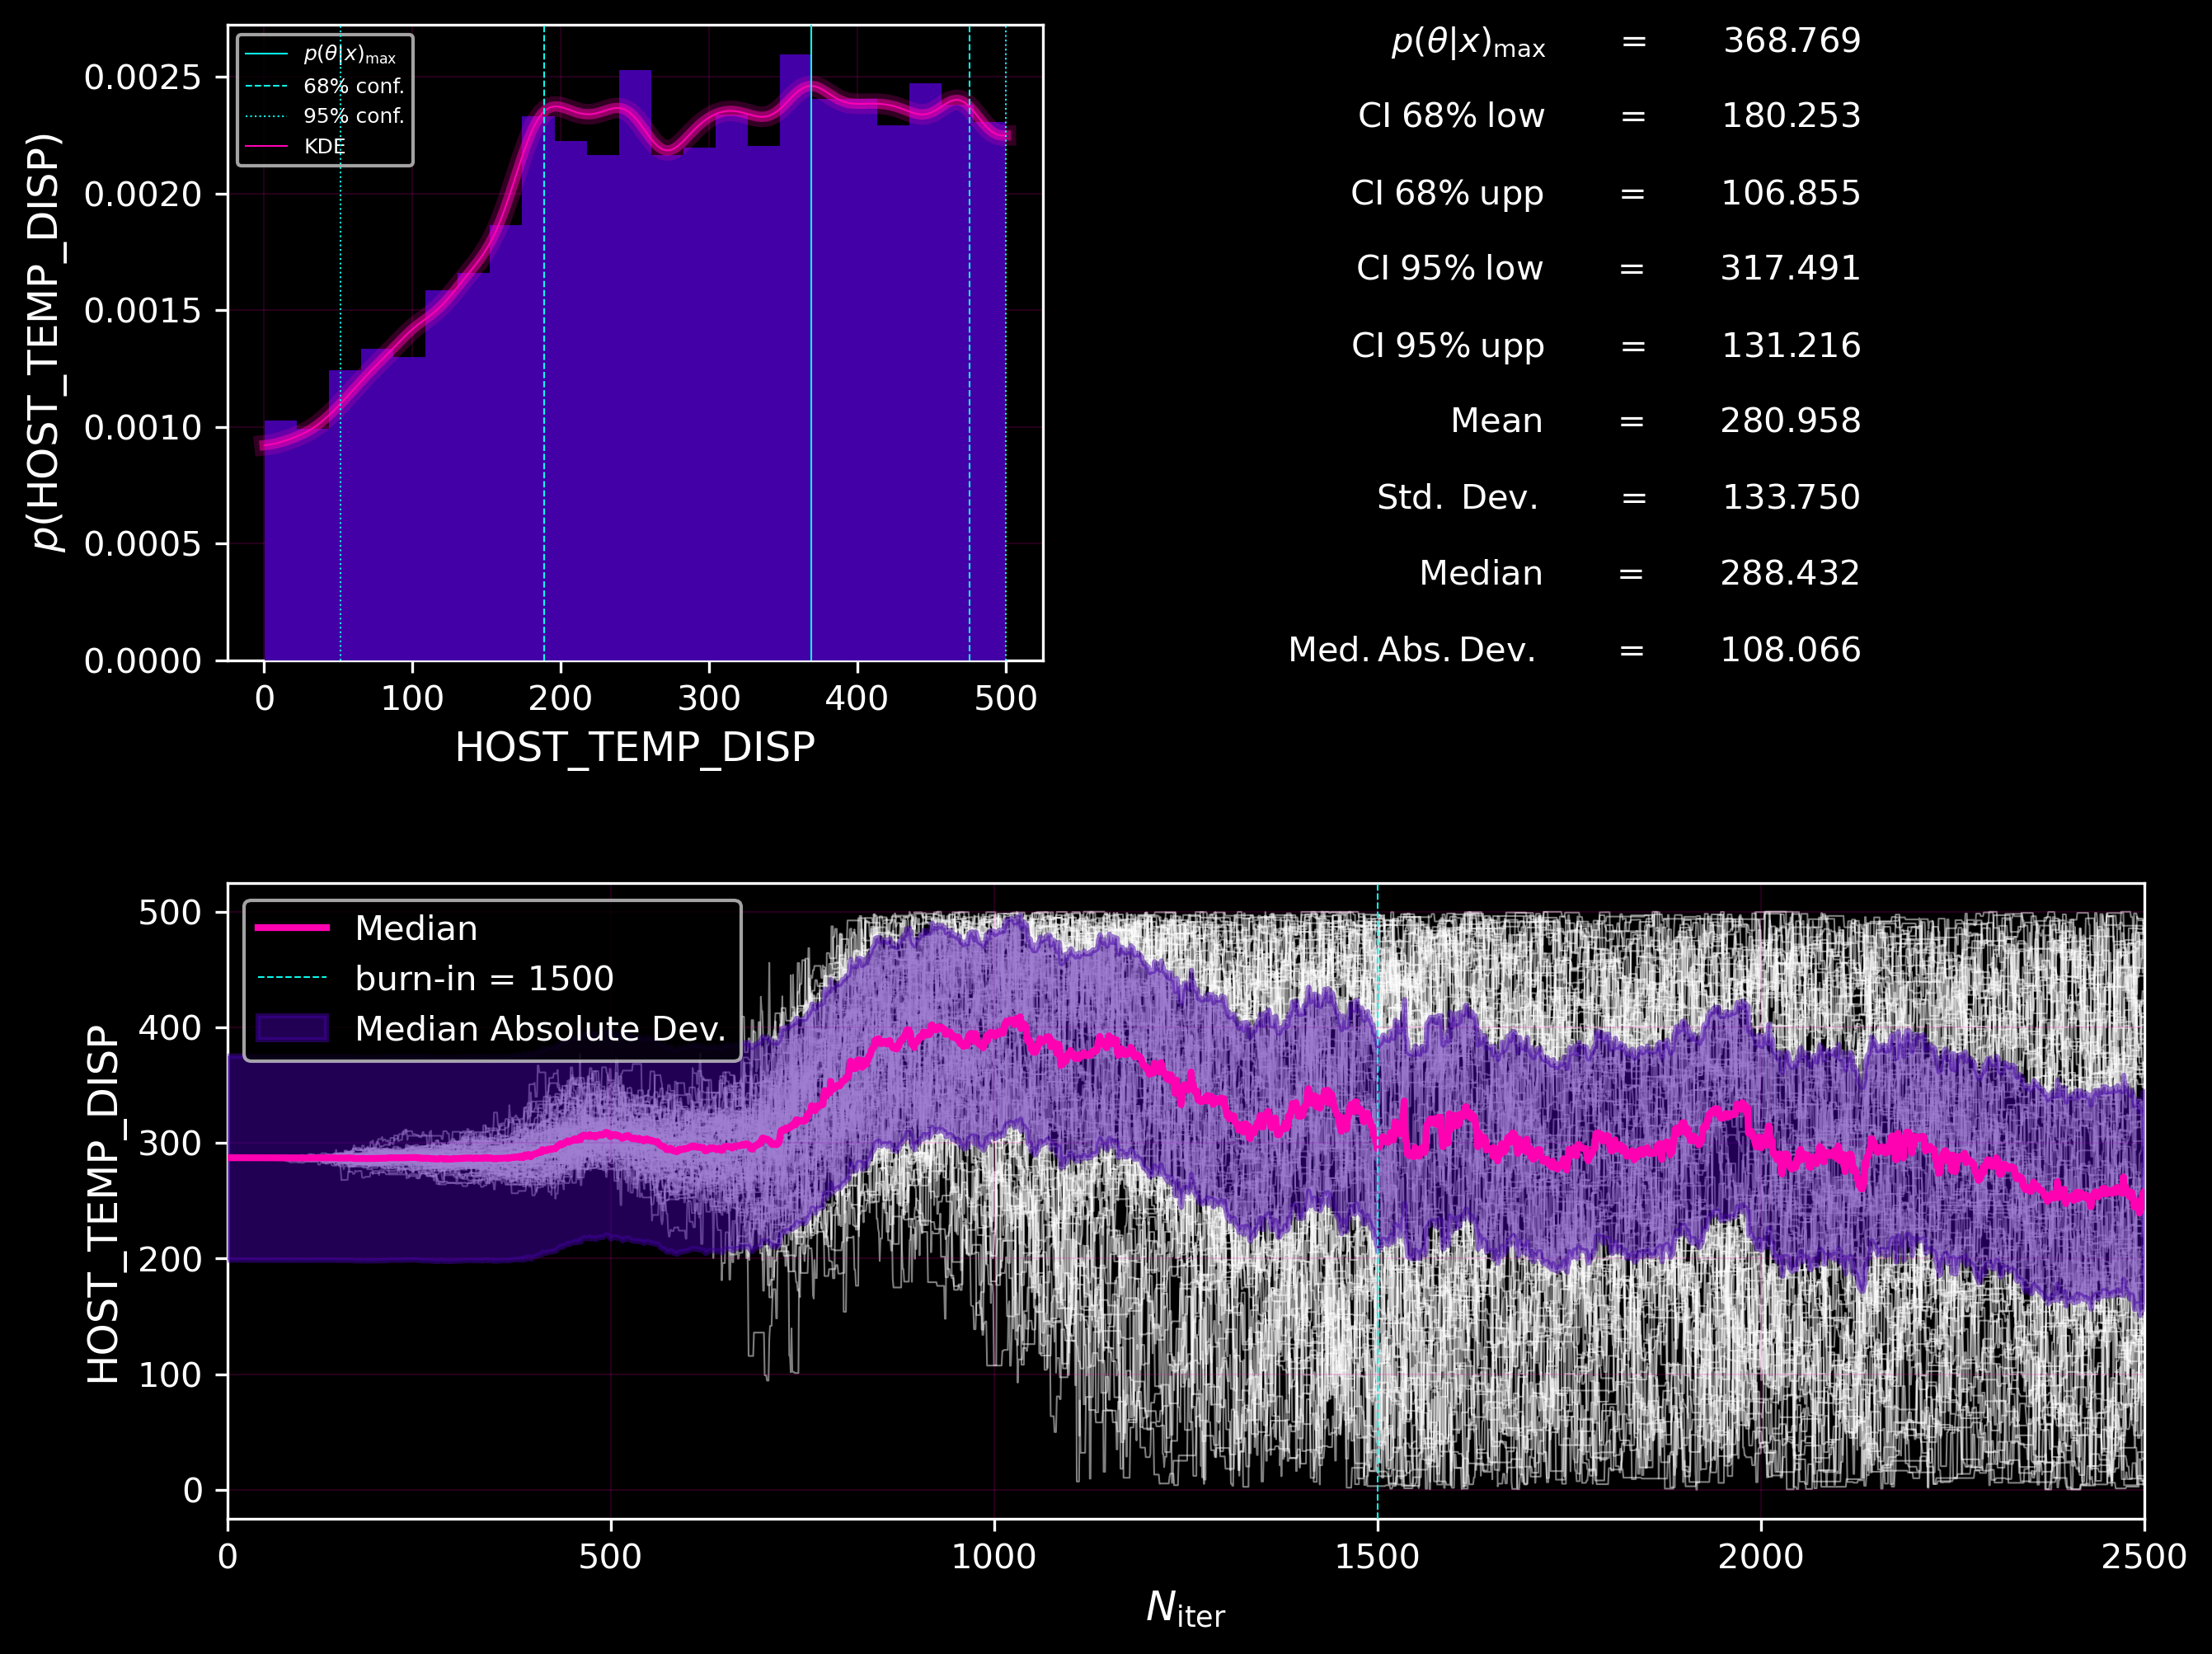 p(θ|x)max
68% conf.
95% conf.
KDE
0.0025
0.0020
0.0015
0.0010
0.0005
0.0000
p(HOST_TEMP_DISP)
0 100 200 300 400 500
HOST_TEMP_DISP
p(θ|x)max = 368.769
CI 68% low = 180.253
CI 68% upp = 106.855
CI 95% low = 317.491
CI 95% upp = 131.216
Mean = 280.958
Std. Dev. = 133.750
Median = 288.432
Med. Abs. Dev. = 108.066
Median
burn-in = 1500
Median Absolute Dev.
500
400
300
200
100
0
HOST_TEMP_DISP
0 500 1000 1500 2000 2500
Niter